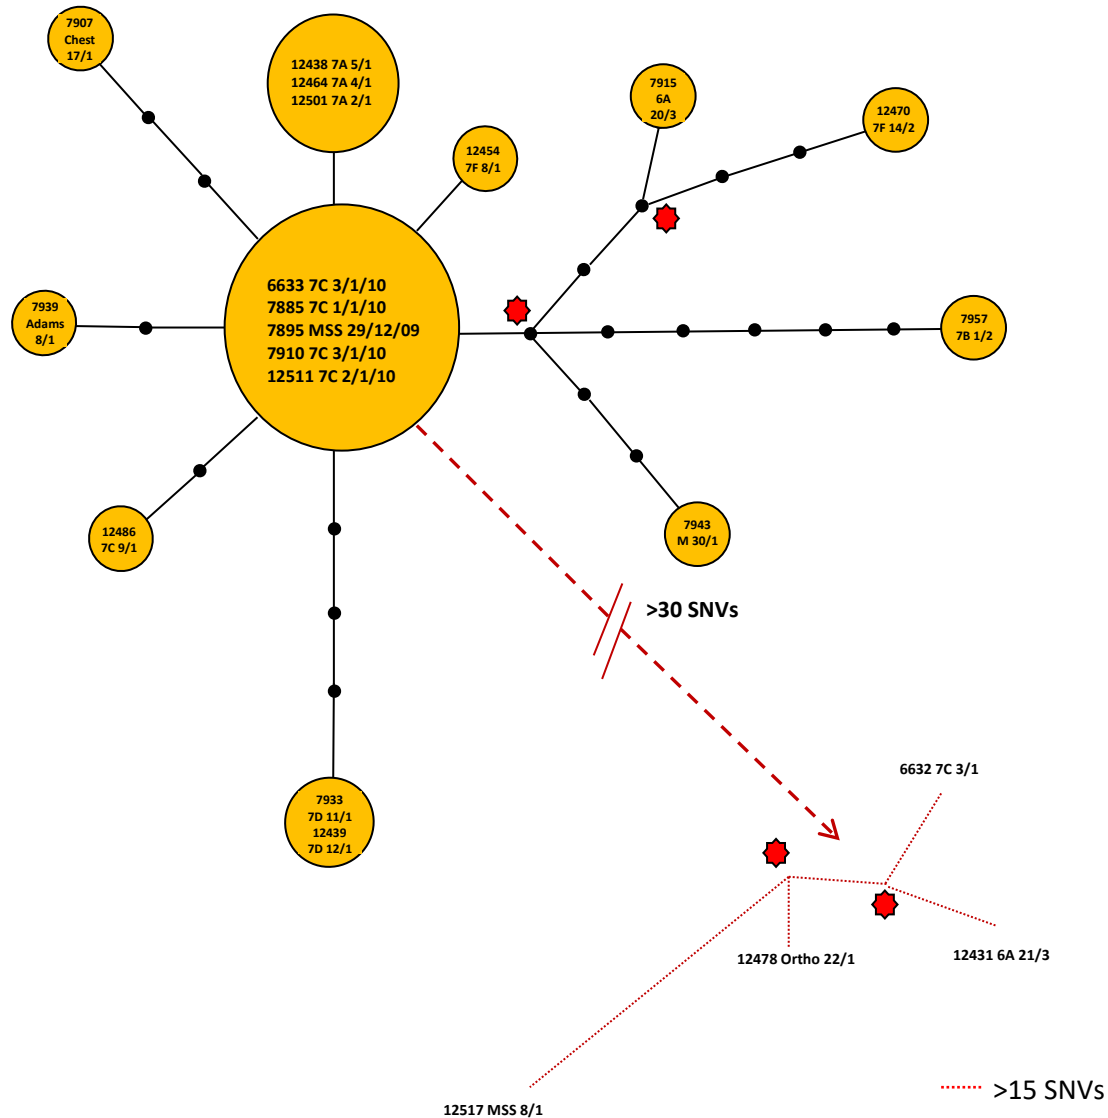 7907
Chest
17/1
12438 7A 5/1
12464 7A 4/1
12501 7A 2/1
12454
7F 8/1
7915
6A
20/3
12470
7F 14/2
6633 7C 3/1/10
7885 7C 1/1/10
7895 MSS 29/12/09
7910 7C 3/1/10
12511 7C 2/1/10
7939
Adams
8/1
7957
7B 1/2
12486
7C 9/1
7943
M 30/1
>30 SNVs
7933
7D 11/1
12439
7D 12/1
6632 7C 3/1
12478 Ortho 22/1
12431 6A 21/3
12517 MSS 8/1
>15 SNVs